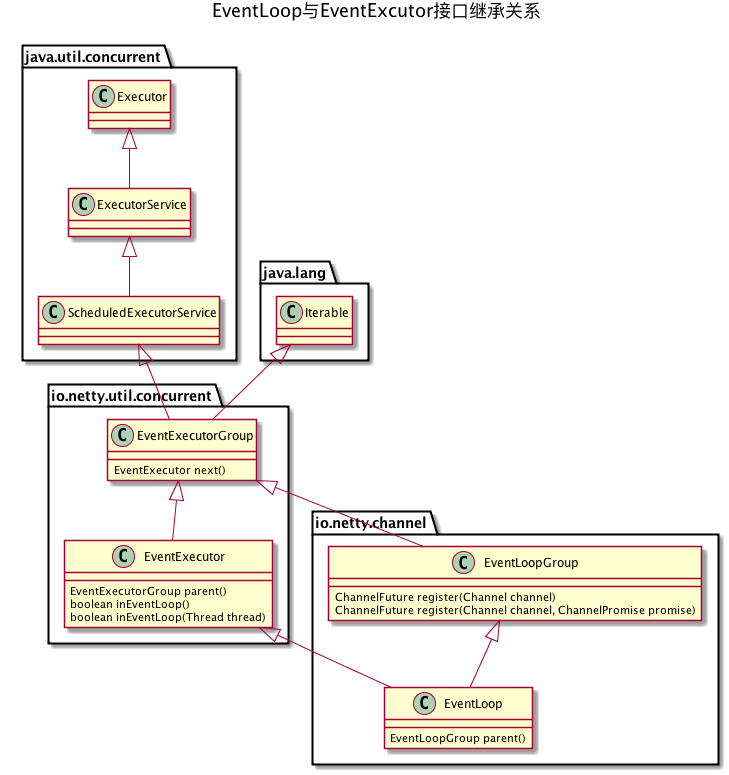 EventLoop与EventExcutor接口继承关系
java.util.concurrent
C Executor
C ExecutorService
C ScheduledExecutorService
java.lang
C Iterable
io.netty.util.concurrent
C EventExecutorGroup
EventExecutor next()
C EventExecutor
EventExecutorGroup parent()
boolean inEventLoop()
boolean inEventLoop(Thread thread)
io.netty.channel
C EventLoopGroup
ChannelFuture register(Channel channel)
ChannelFuture register(Channel channel, ChannelPromise promise)
C EventLoop
EventLoopGroup parent()